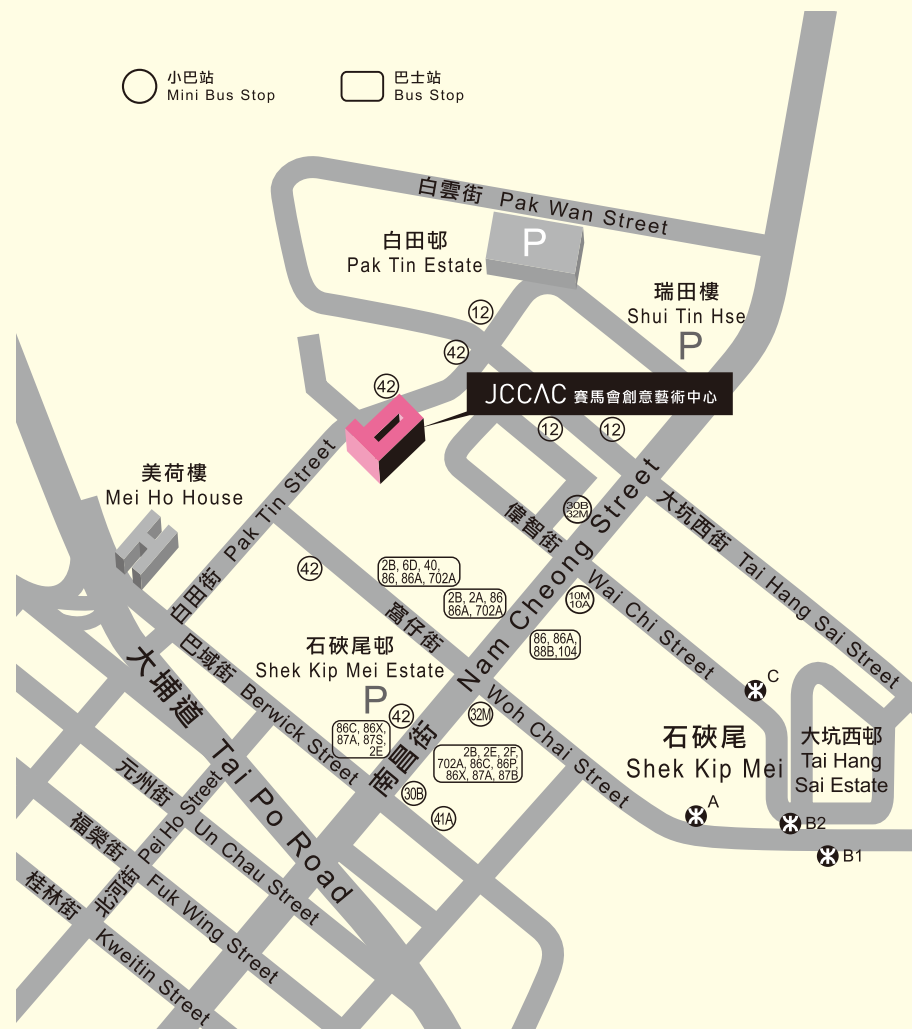 小巴站
Mini Bus Stop
巴士站
Bus Stop
白雲街 Pak Wan Street
P
白田邨
Pak Tin Estate
瑞田樓
Shui Tin Hse
P
12
42
42
JCCAC 賽馬會創意藝術中心
12
12
美荷樓
Mei Ho House
白田街 Pak Tin Street
30B
32M
偉智街 Wai Chi Street
大坑西街 Tai Hang Sai Street
42
2B, 6D, 40,
86, 86A, 702A
2B, 2A, 86
86A, 702A
10M
10A
86, 86A,
88B,104
窩仔街 Woh Chai Street
南昌街 Nam Cheong Street
石硤尾邨
Shek Kip Mei Estate
P
42
32M
86C, 86X,
87A, 87S,
2E
2B, 2E, 2F,
702A, 86C, 86P,
86X, 87A, 87B
30B
41A
巴域街 Berwick Street
大埔道 Tai Po Road
C
石硤尾
Shek Kip Mei
大坑西邨
Tai Hang
Sai Estate
A
B2
B1
元州街 Un Chau Street
北河街 Pei Ho Street
福榮街 Fuk Wing Street
桂林街 Kweitin Street